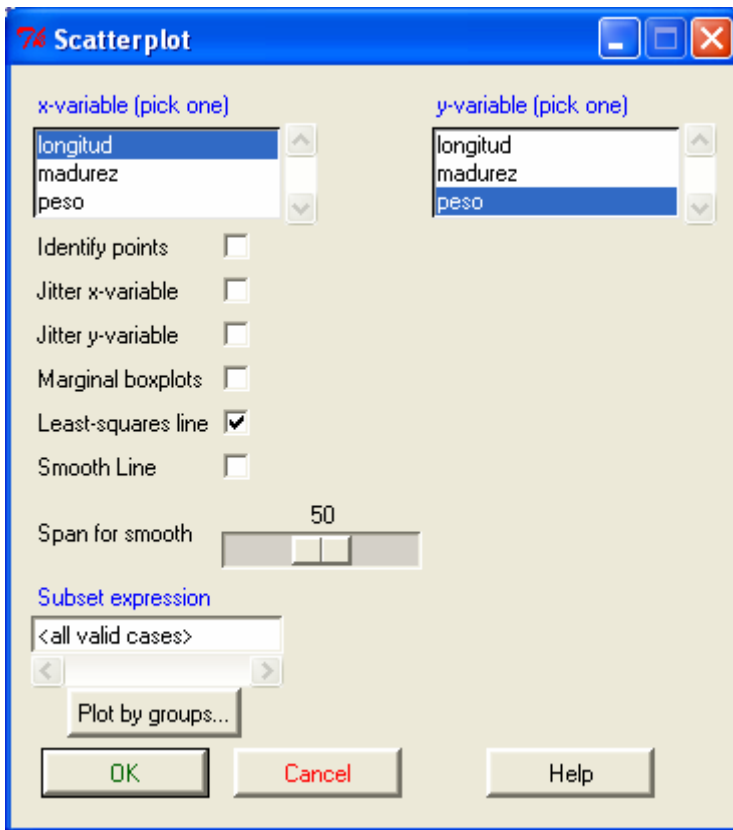 Scatterplot
x-variable (pick one)
y-variable (pick one)
longitud
madurez
peso
longitud
madurez
peso
Identify points
Jitter x-variable
Jitter y-variable
Marginal boxplots
Least-squares line
Smooth Line
50
Span for smooth
Subset expression
<all valid cases>
Plot by groups...
OK
Cancel
Help